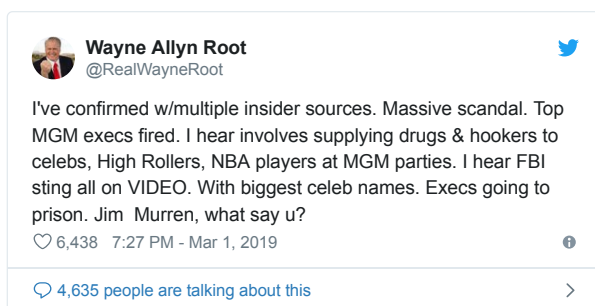 Wayne Allyn Root
@RealWayneRoot
I've confirmed w/multiple insider sources. Massive scandal. Top
MGM execs fired. I hear involves supplying drugs & hookers to
celebs, High Rollers, NBA players at MGM parties. I hear FBI
sting all on VIDEO. With biggest celeb names. Execs going to
prison. Jim  Murren, what say u?
6,438 7:27 PM - Mar 1, 2019
4,635 people are talking about this